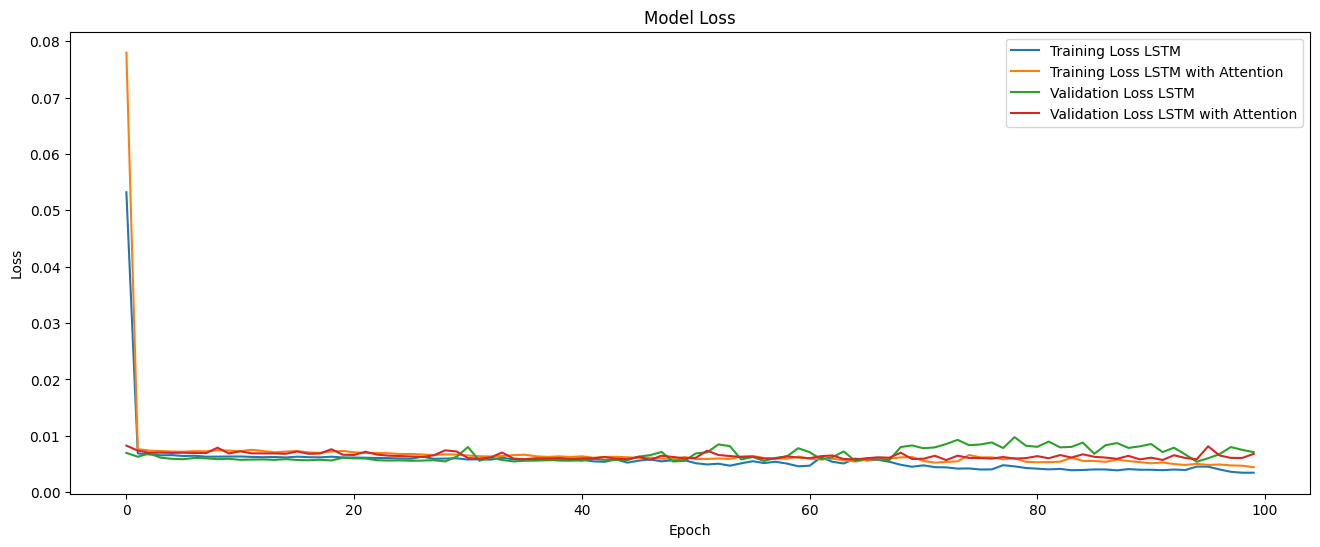 Model Loss
Training Loss LSTM
Training Loss LSTM with Attention
Validation Loss LSTM
Validation Loss LSTM with Attention
Loss
0.08
0.07
0.06
0.05
0.04
0.03
0.02
0.01
0.00
0 20 40 60 80 100
Epoch